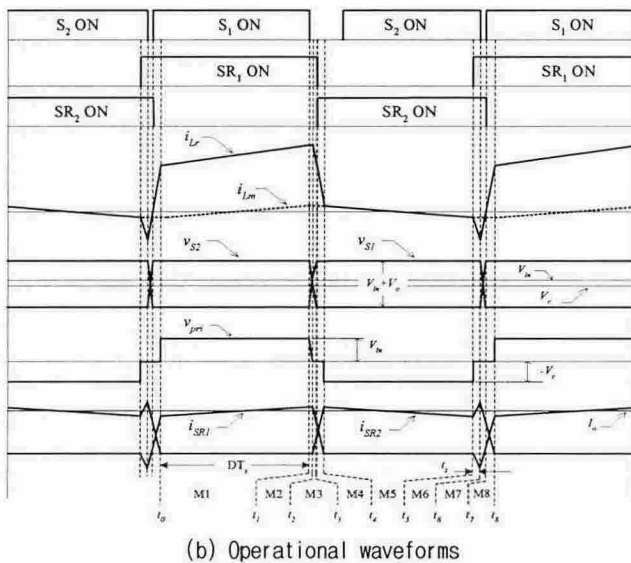 S2 ON S1 ON S2 ON S1 ON
SR1 ON SR1 ON
SR2 ON SR2 ON
iLr
iLm
vS2 vS1
Vin
Vin+Vc
Vc
vpri
Vin
-Vc
iSR1 iSR2 Io
DTs
M1 M2 M3 M4 M5 M6 M7 M8
t0 t1 t2 t3 t4 t5 t6 t7 t8
(b) Operational waveforms